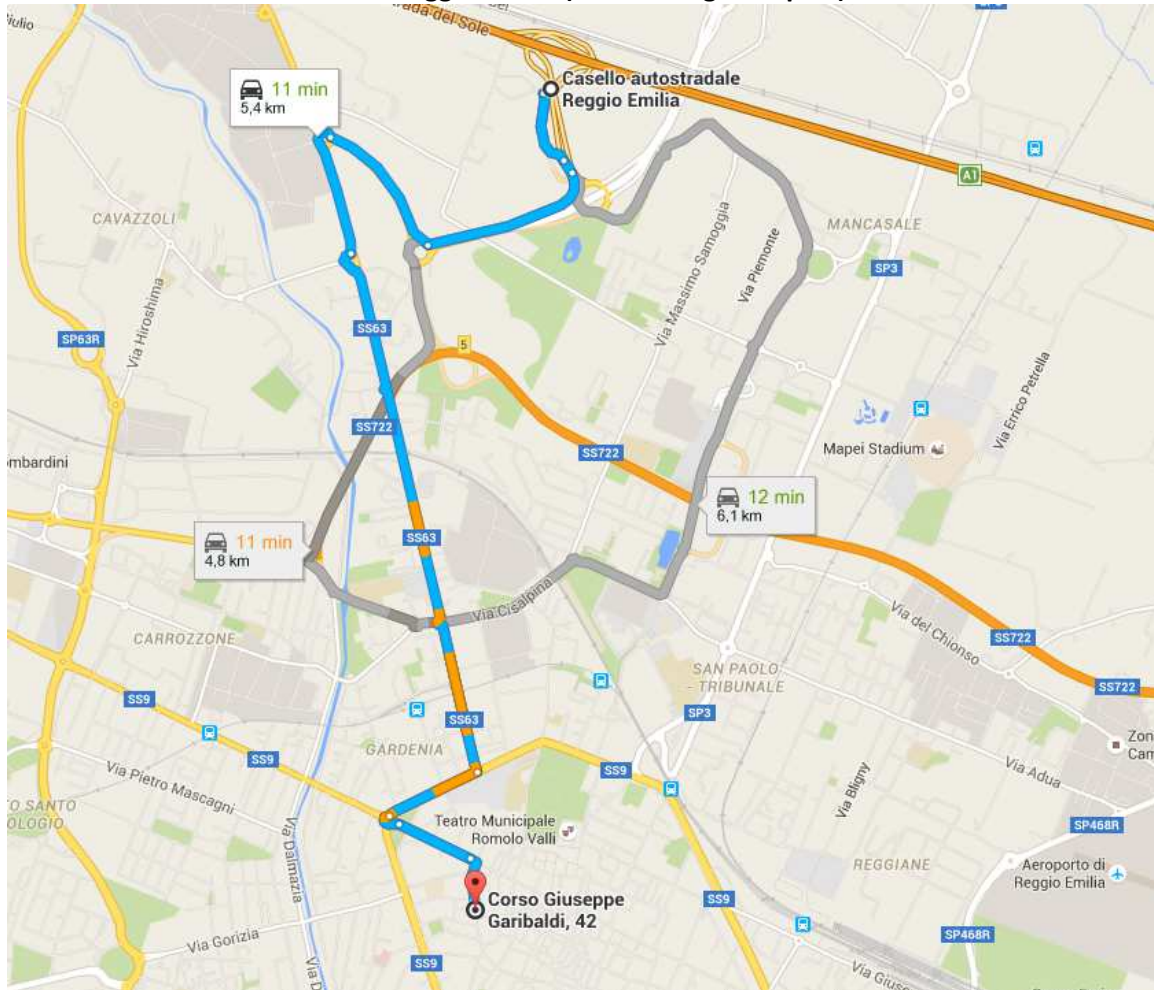 rada del Sole
Giulio
11 min
5,4 km
Casello autostradale
Reggio Emilia
A1
CAVAZZOLI
MANCASALE
SP3
Via Hiroshima
SP63R
SS63
5
Via Massimo Samoggia
Via Piemonte
Via Errico Petrella
SS722
SS722
Mapei Stadium
ombardini
11 min
4,8 km
SS63
12 min
6,1 km
Via Cisalpina
Via del Chionso
SS722
SS722
CARROZZONE
SAN PAOLO
- TRIBUNALE
SS9
SS63
SP3
GARDENIA
SS9
SS9
Zon
Cam
Via Pietro Mascagni
Via Adua
Via Bligny
TO SANTO
OLOGIO
Via Dalmazia
Teatro Municipale
Romolo Valli
SP468R
REGGIANE
Aeroporto di
Reggio Emilia
Corso Giuseppe
Garibaldi, 42
SS9
Via Gorizia
SP468R
SS9
Via D
Via Gius